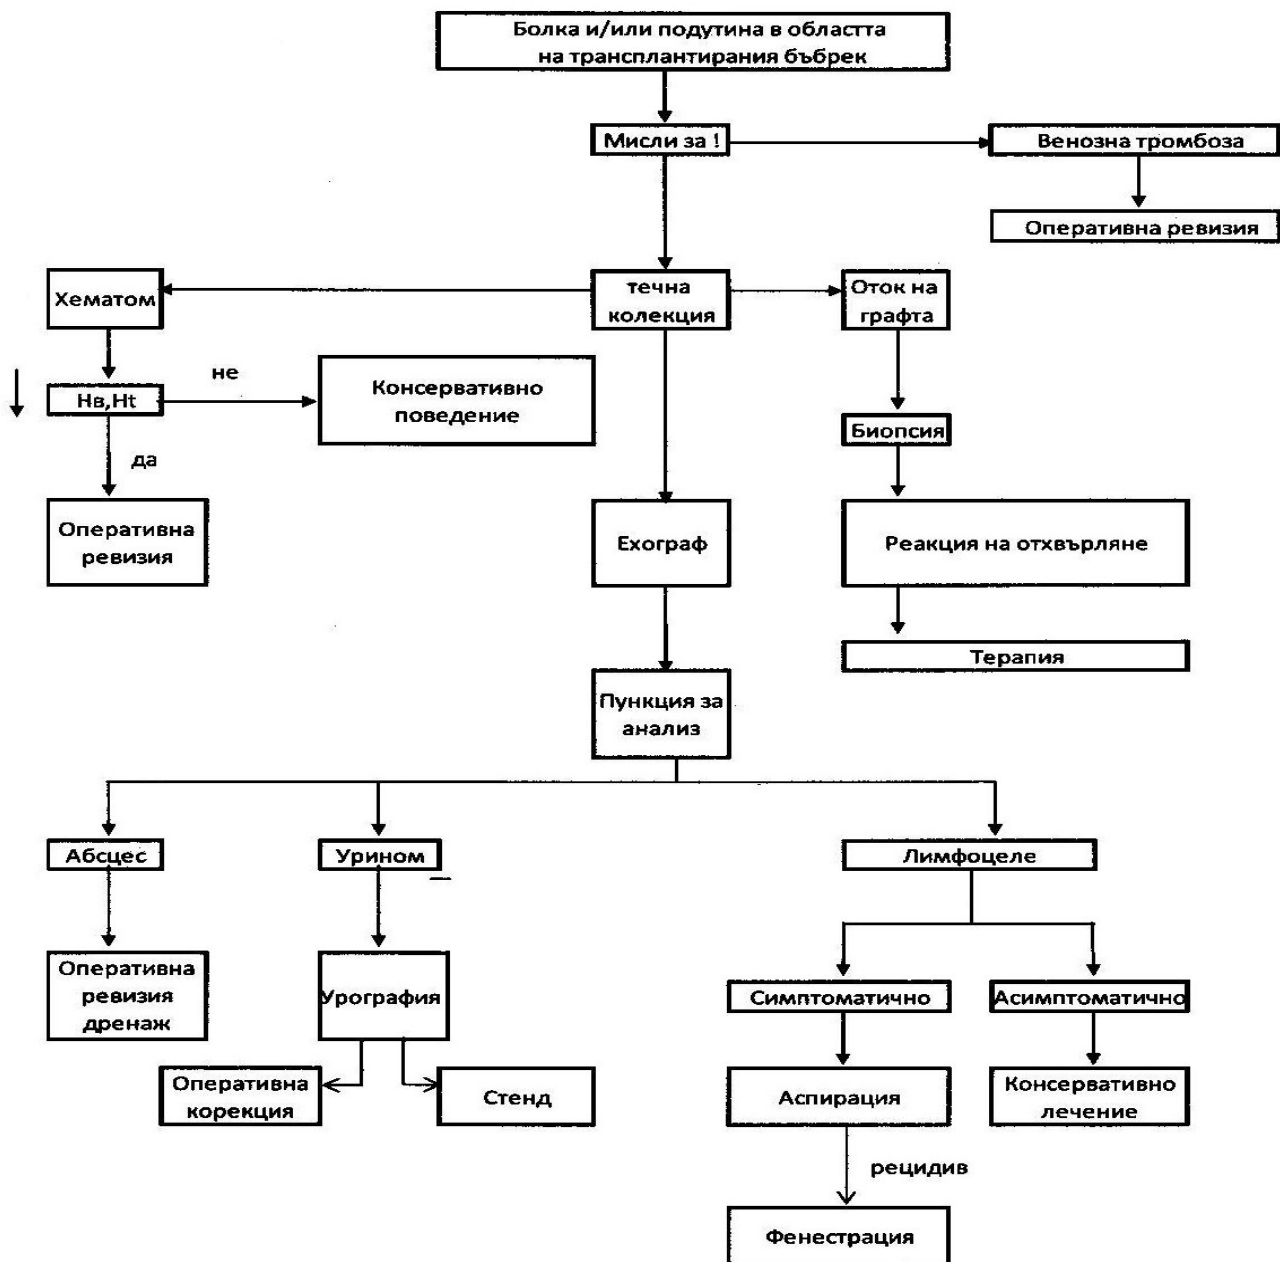 Болка и/или подутина в областта
на трансплантирания бъбрек
Мисли за !
Венозна тромбоза
Оперативна ревизия
Хематом
течна
колекция
Оток на
графта
не
Нв,Ht
Консервативно
поведение
Биопсия
да
Оперативна
ревизия
Ехограф
Реакция на отхвърляне
Терапия
Пункция за
анализ
Абсцес
Урином
Лимфоцеле
Оперативна
ревизия
дренаж
Урография
Симптоматично
Асимптоматично
Оперативна
корекция
Стенд
Аспирация
Консервативно
лечение
рецидив
Фенестрация